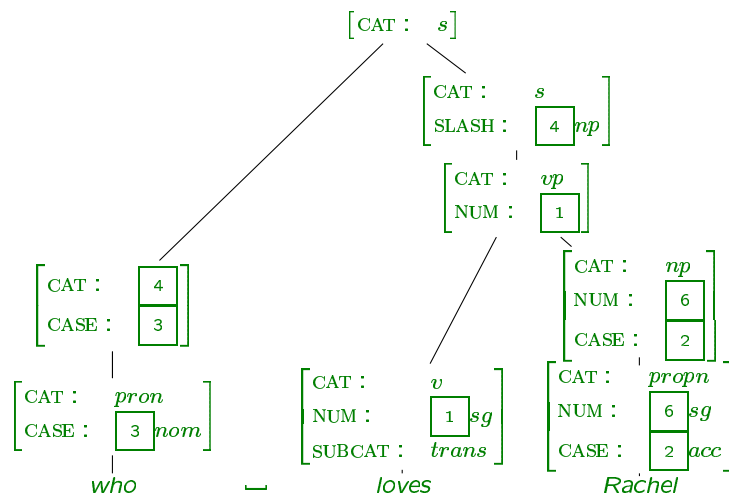 [CAT : s]
[CAT : s
SLASH : 4 np]
[CAT : vp
NUM : 1]
[CAT : 4
CASE : 3]
[CAT : np
NUM : 6
CASE : 2]
[CAT : pron
CASE : 3 nom]
[CAT : v
NUM : 1 sg
SUBCAT : trans]
[CAT : propn
NUM : 6 sg
CASE : 2 acc]
who ␣ loves Rachel